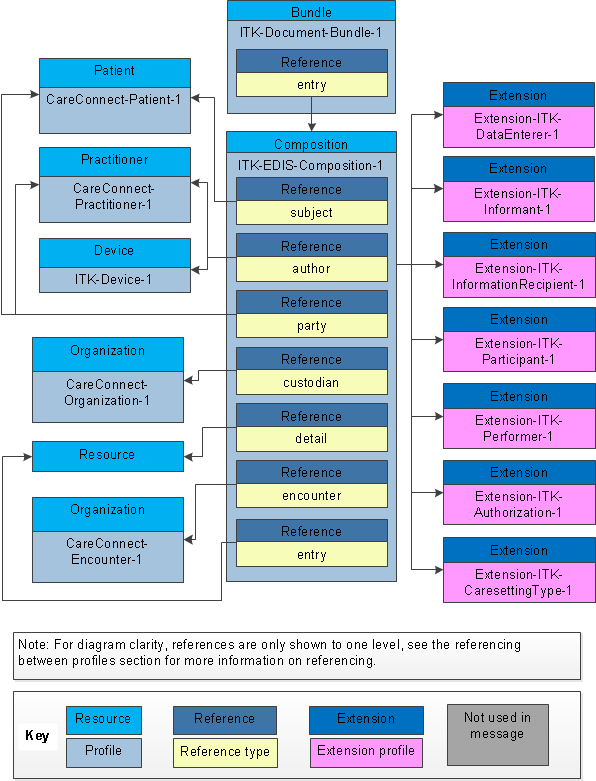 Bundle
ITK-Document-Bundle-1
Reference
entry
Patient
CareConnect-Patient-1
Practitioner
CareConnect-
Practitioner-1
Device
ITK-Device-1
Organization
CareConnect-
Organization-1
Resource
Organization
CareConnect-
Encounter-1
Composition
ITK-EDIS-Composition-1
Reference
subject
Reference
author
Reference
party
Reference
custodian
Reference
detail
Reference
encounter
Reference
entry
Extension
Extension-ITK-
DataEnterer-1
Extension
Extension-ITK-
Informant-1
Extension
Extension-ITK-
InformationRecipient-1
Extension
Extension-ITK-
Participant-1
Extension
Extension-ITK-
Performer-1
Extension
Extension-ITK-
Authorization-1
Extension
Extension-ITK-
CaresettingType-1
Note: For diagram clarity, references are only shown to one level, see the referencing
between profiles section for more information on referencing.
Key
Resource
Profile
Reference
Reference type
Extension
Extension profile
Not used in
message